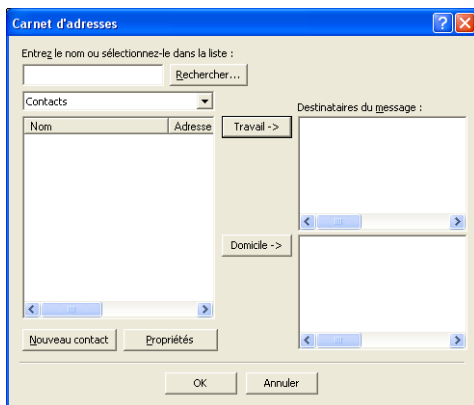 Carnet d'adresses
Entrez le nom ou sélectionnez-le dans la liste :
Rechercher...
Contacts
Destinataires du message :
Nom Adresse Travail ->
Domicile ->
Nouveau contact Propriétés
OK Annuler